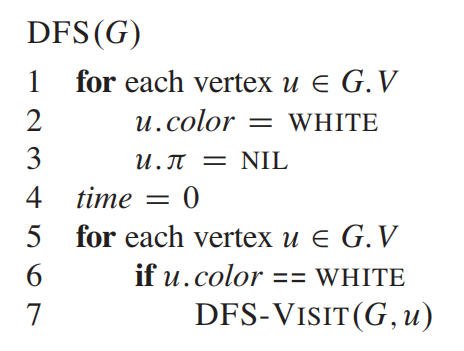 DFS(G)
1 for each vertex u ∈ G.V
2 u.color = WHITE
3 u.π = NIL
4 time = 0
5 for each vertex u ∈ G.V
6 if u.color == WHITE
7 DFS-VISIT(G, u)